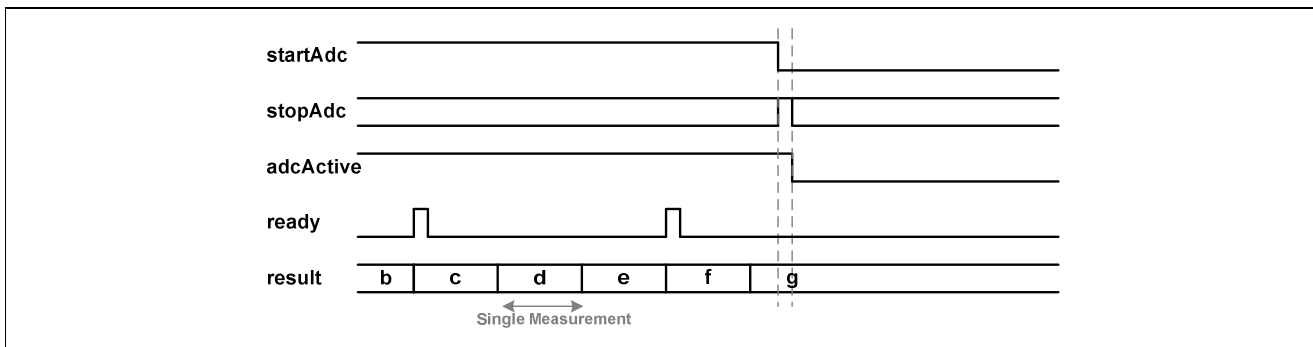 startAdc
stopAdc
adcActive
ready
result b c d e f g
Single Measurement